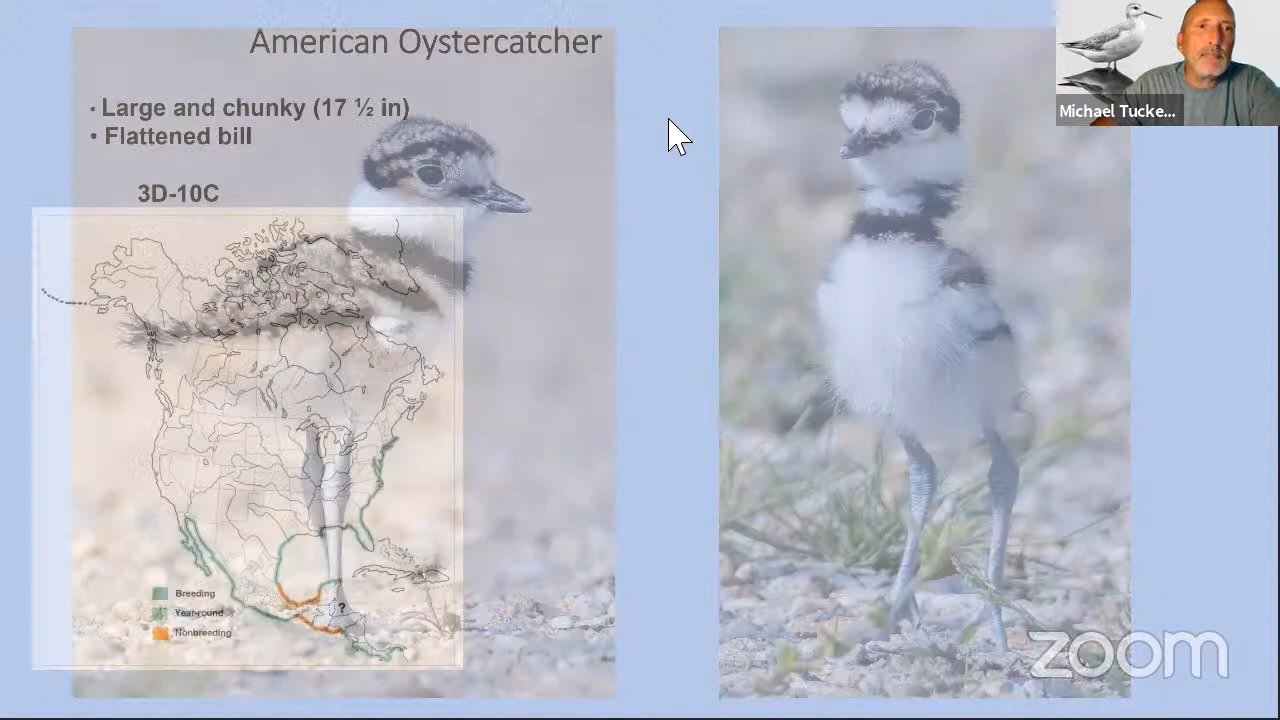 American Oystercatcher
• Large and chunky (17 ½ in)
• Flattened bill
3D-10C
Breeding
Year-round
Nonbreeding
?
Michael Tucke...
zoom